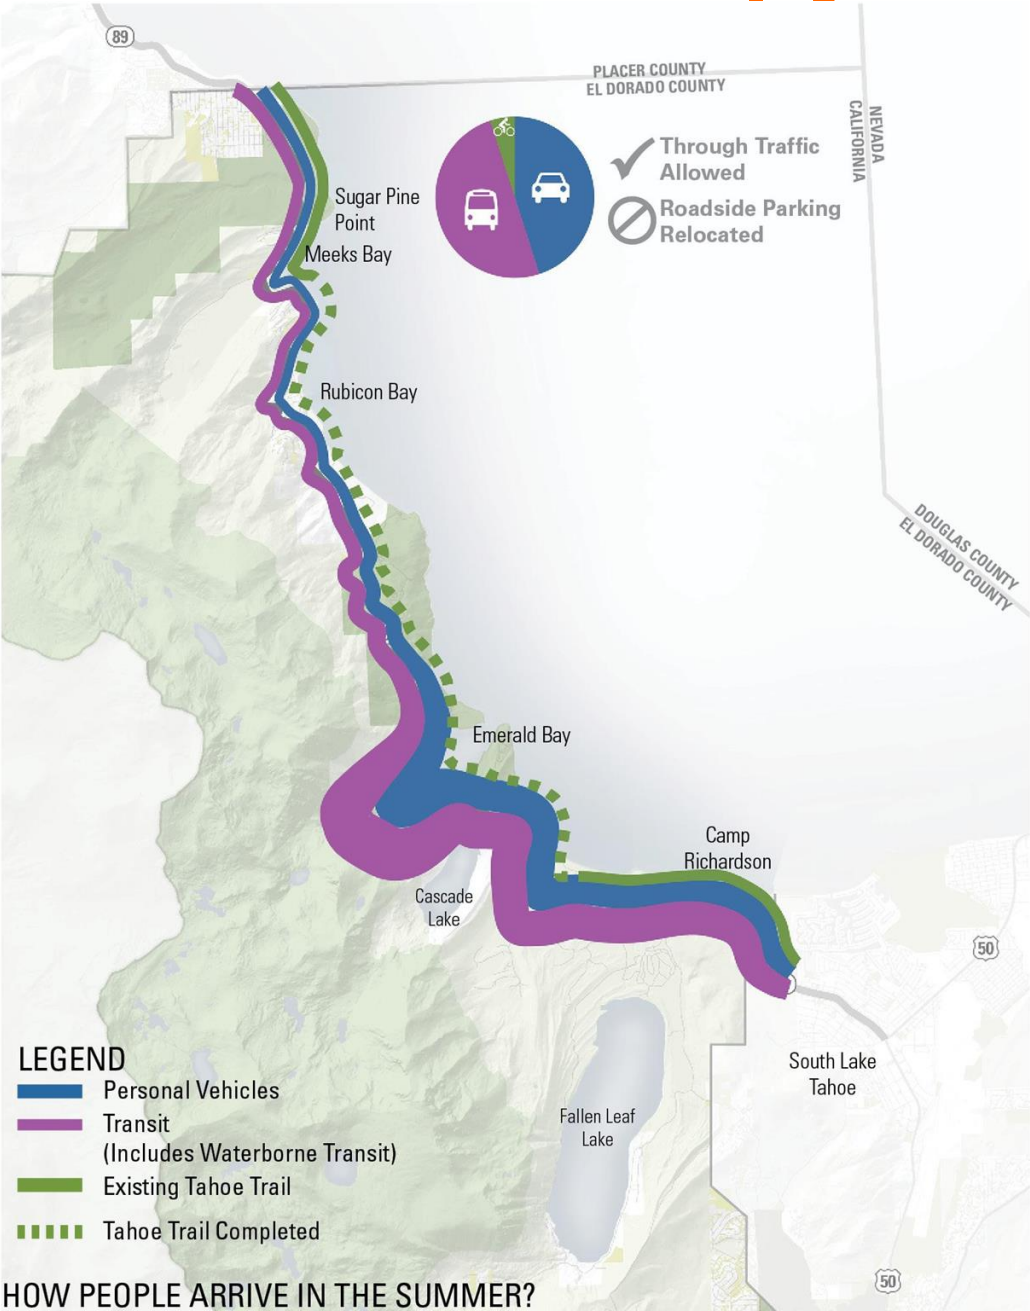 89
PLACER COUNTY
EL DORADO COUNTY
NEVADA
CALIFORNIA
Through Traffic
Allowed
Roadside Parking
Relocated
Sugar Pine
Point
Meeks Bay
Rubicon Bay
DOUGLAS COUNTY
EL DORADO COUNTY
Emerald Bay
Camp
Richardson
Cascade
Lake
50
South Lake
Tahoe
Fallen Leaf
Lake
LEGEND
Personal Vehicles
Transit
(Includes Waterborne Transit)
Existing Tahoe Trail
Tahoe Trail Completed
50
HOW PEOPLE ARRIVE IN THE SUMMER?